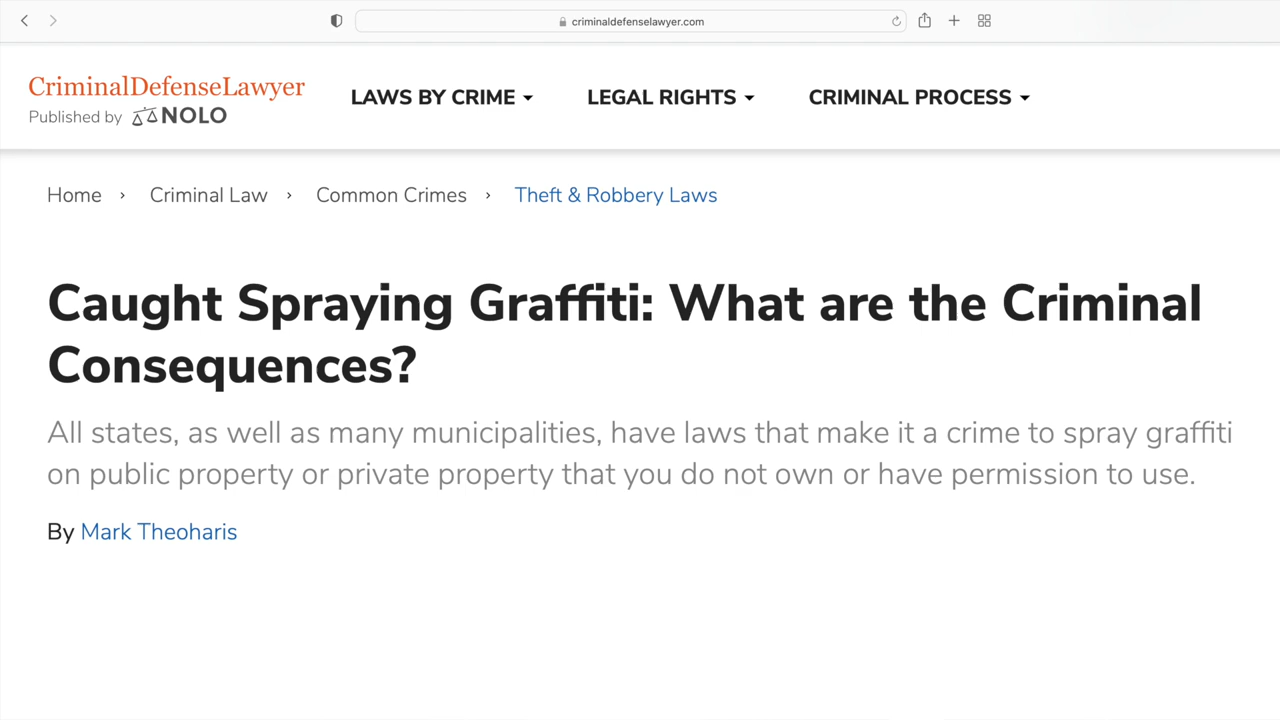 criminaldefenselawyer.com
CriminalDefenseLawyer
Published by NOLO
LAWS BY CRIME
LEGAL RIGHTS
CRIMINAL PROCESS
Home › Criminal Law › Common Crimes › Theft & Robbery Laws
Caught Spraying Graffiti: What are the Criminal
Consequences?
All states, as well as many municipalities, have laws that make it a crime to spray graffiti
on public property or private property that you do not own or have permission to use.
By Mark Theoharis